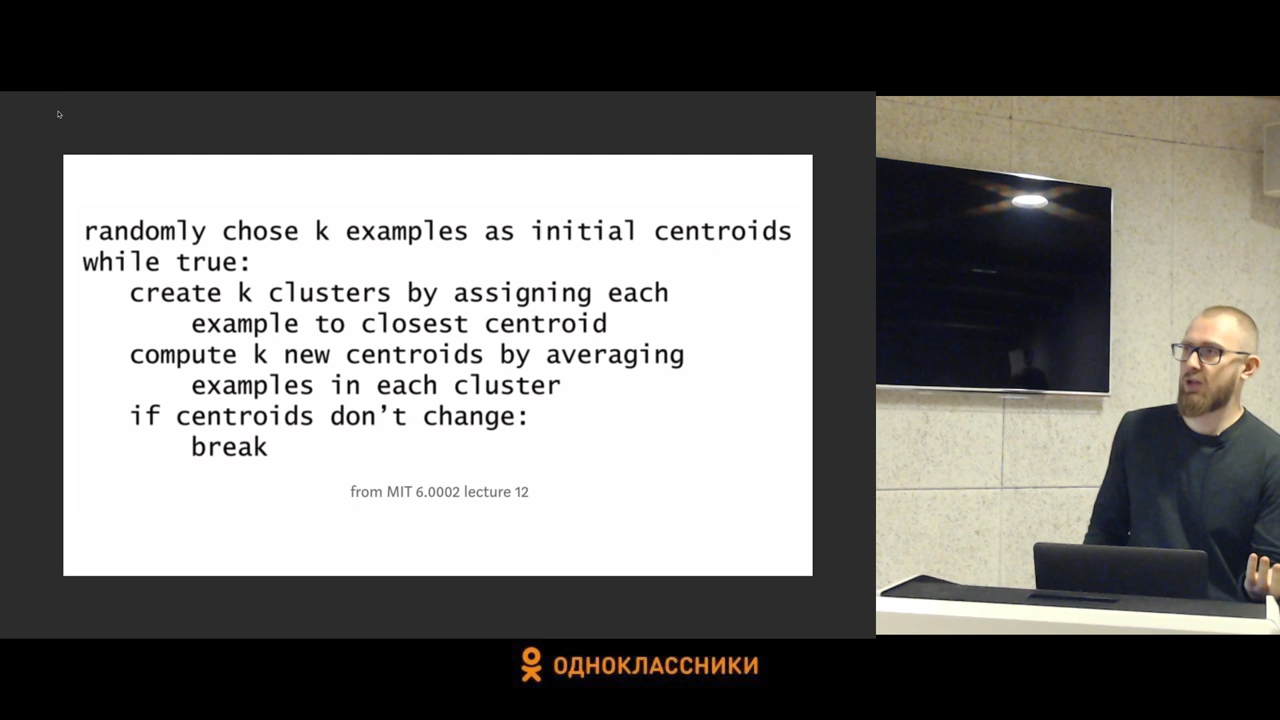 randomly chose k examples as initial centroids
while true:
create k clusters by assigning each
example to closest centroid
compute k new centroids by averaging
examples in each cluster
if centroids don’t change:
break
from MIT 6.0002 lecture 12
ОДНОКЛАССНИКИ